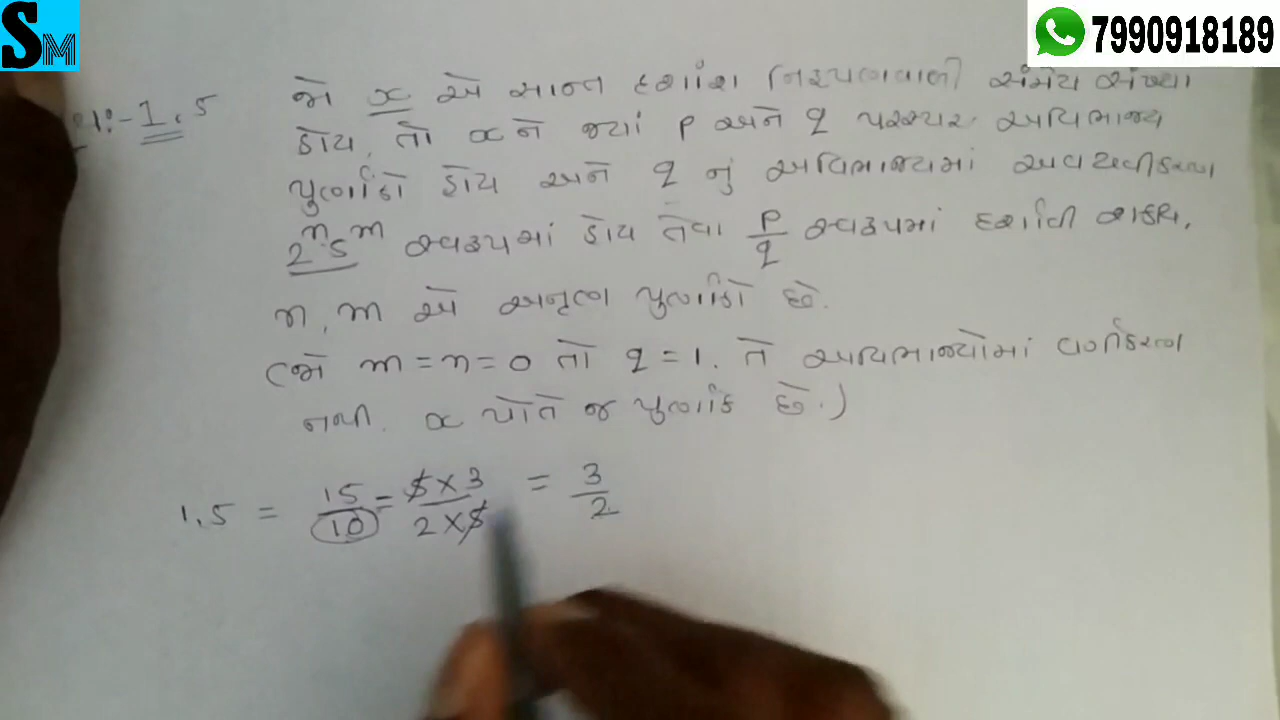 SM
7990918189
ય:- 1.5
જો x એ સાન્ત દશાંશ નિરૂપણવાળી સંમેય સંખ્યા
હોય, તો x ને જ્યાં p અને q પરસ્પર અવિભાજ્ય
પુર્ણાંકો હોય અને q નું અવિભાજ્યમાં અવયવીકરણ
2ⁿ5ᵐ સ્વરૂપમાં હોય તેવા p/q સ્વરૂપમાં દર્શાવી શકાય.
n, m એ અનૃણ પુર્ણાંકો છે.
(જો m = n = 0 તો q = 1. તે અવિભાજ્યોમાં વર્ગીકરણ
નથી. x પોતે જ પુર્ણાંક છે.)
1.5 = 15/10 = 5×3/2×5 = 3/2